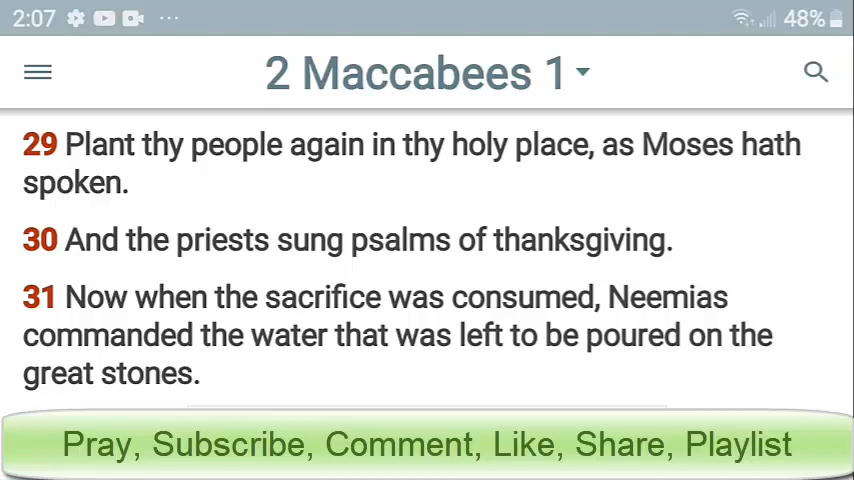 2:07 ... 48%
2 Maccabees 1
29 Plant thy people again in thy holy place, as Moses hath
spoken.
30 And the priests sung psalms of thanksgiving.
31 Now when the sacrifice was consumed, Neemias
commanded the water that was left to be poured on the
great stones.
Pray, Subscribe, Comment, Like, Share, Playlist